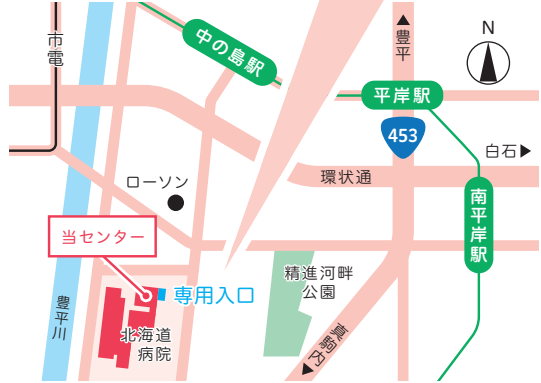 市電
中の島駅
豊平
N
平岸駅
453
白石
環状通
ローソン
南平岸駅
当センター
精進河畔
公園
専用入口
豊平川
北海道
病院
真駒内